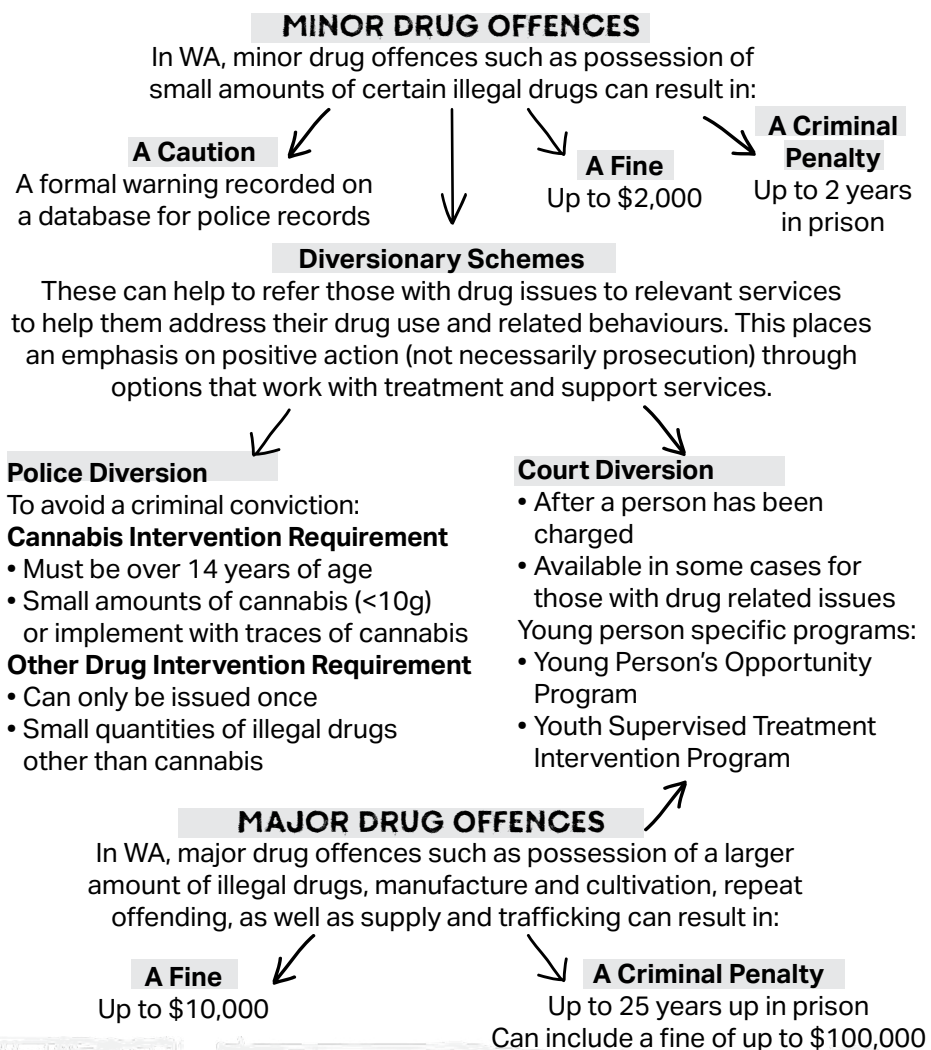 MINOR DRUG OFFENCES
In WA, minor drug offences such as possession of
small amounts of certain illegal drugs can result in:
A Caution
A formal warning recorded on
a database for police records
A Fine
Up to $2,000
A Criminal
Penalty
Up to 2 years
in prison
Diversionary Schemes
These can help to refer those with drug issues to relevant services
to help them address their drug use and related behaviours. This places
an emphasis on positive action (not necessarily prosecution) through
options that work with treatment and support services.
Police Diversion
To avoid a criminal conviction:
Cannabis Intervention Requirement
• Must be over 14 years of age
• Small amounts of cannabis (<10g)
or implement with traces of cannabis
Other Drug Intervention Requirement
• Can only be issued once
• Small quantities of illegal drugs
other than cannabis
Court Diversion
• After a person has been
charged
• Available in some cases for
those with drug related issues
Young person specific programs:
• Young Person's Opportunity
Program
• Youth Supervised Treatment
Intervention Program
MAJOR DRUG OFFENCES
In WA, major drug offences such as possession of a larger
amount of illegal drugs, manufacture and cultivation, repeat
offending, as well as supply and trafficking can result in:
A Fine
Up to $10,000
A Criminal Penalty
Up to 25 years up in prison
Can include a fine of up to $100,000